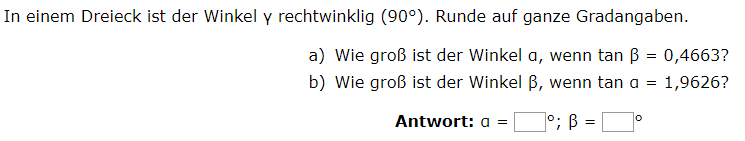 In einem Dreieck ist der Winkel γ rechtwinklig (90°). Runde auf ganze Gradangaben.
a) Wie groß ist der Winkel α, wenn tan β = 0,4663?
b) Wie groß ist der Winkel β, wenn tan α = 1,9626?
Antwort: α = °; β = °